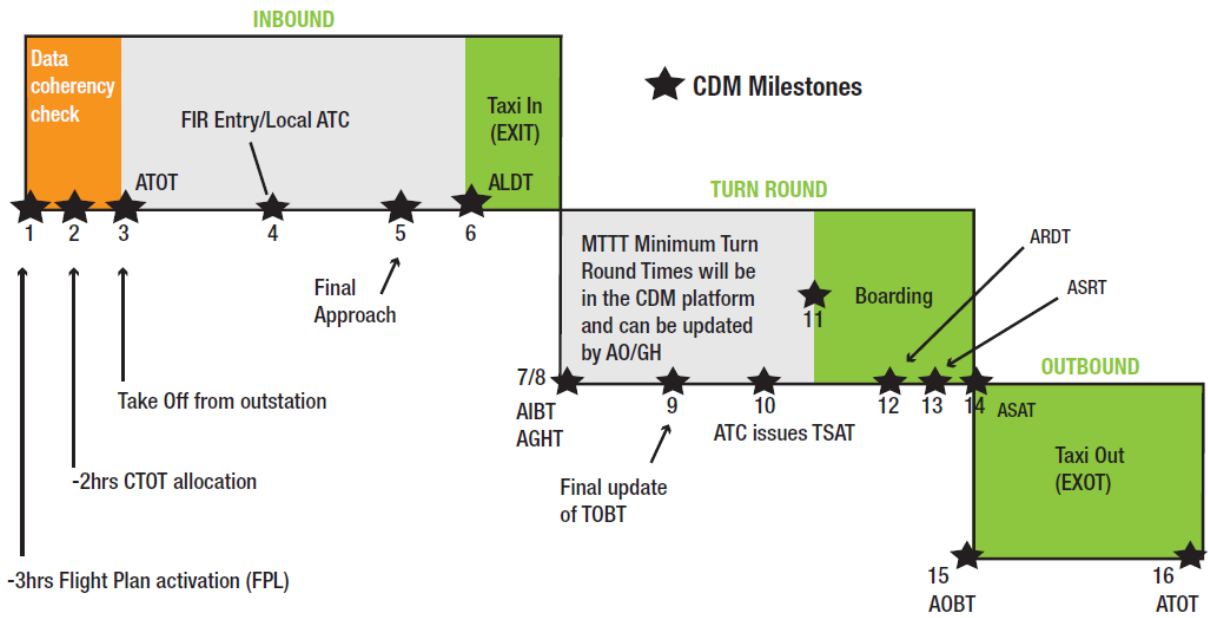 INBOUND
Data
coherency
check
FIR Entry/Local ATC
Taxi In
(EXIT)
CDM Milestones
ATOT
ALDT
1
2
3
4
5
6
TURN ROUND
Final
Approach
MTTT Minimum Turn
Round Times will be
in the CDM platform
and can be updated
by AO/GH
11
Boarding
ARDT
ASRT
OUTBOUND
Take Off from outstation
7/8
AIBT
AGHT
9
10
12
13
14
ASAT
ATC issues TSAT
-2hrs CTOT allocation
Final update
of TOBT
Taxi Out
(EXOT)
-3hrs Flight Plan activation (FPL)
15
AOBT
16
ATOT